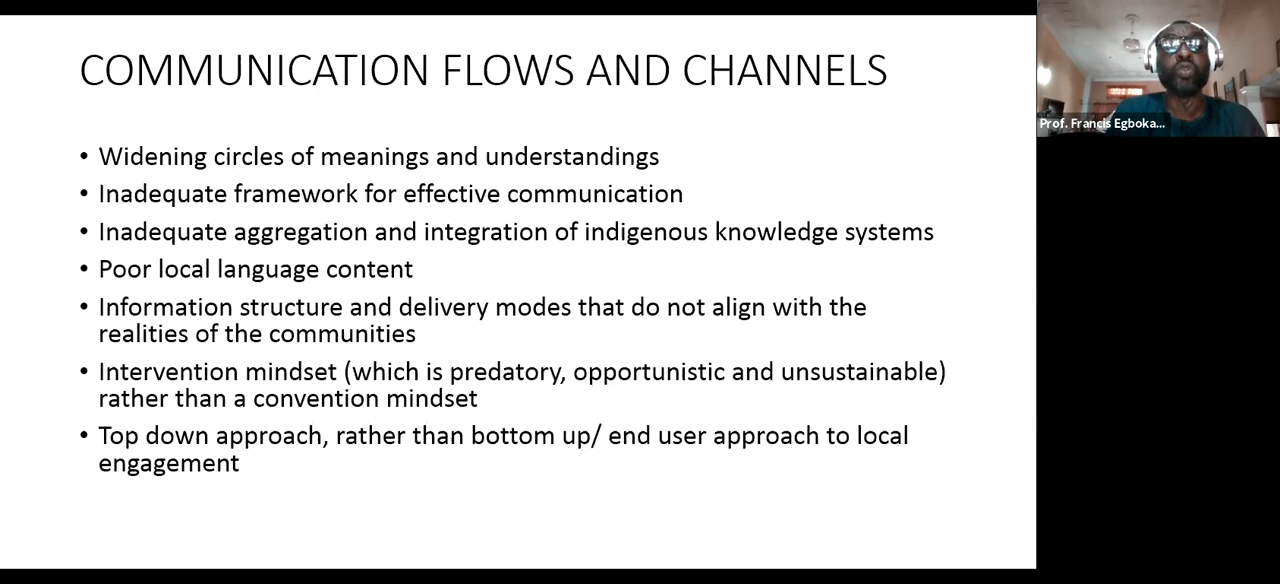 COMMUNICATION FLOWS AND CHANNELS
• Widening circles of meanings and understandings
• Inadequate framework for effective communication
• Inadequate aggregation and integration of indigenous knowledge systems
• Poor local language content
• Information structure and delivery modes that do not align with the
realities of the communities
• Intervention mindset (which is predatory, opportunistic and unsustainable)
rather than a convention mindset
• Top down approach, rather than bottom up/ end user approach to local
engagement
Prof. Francis Egboka...